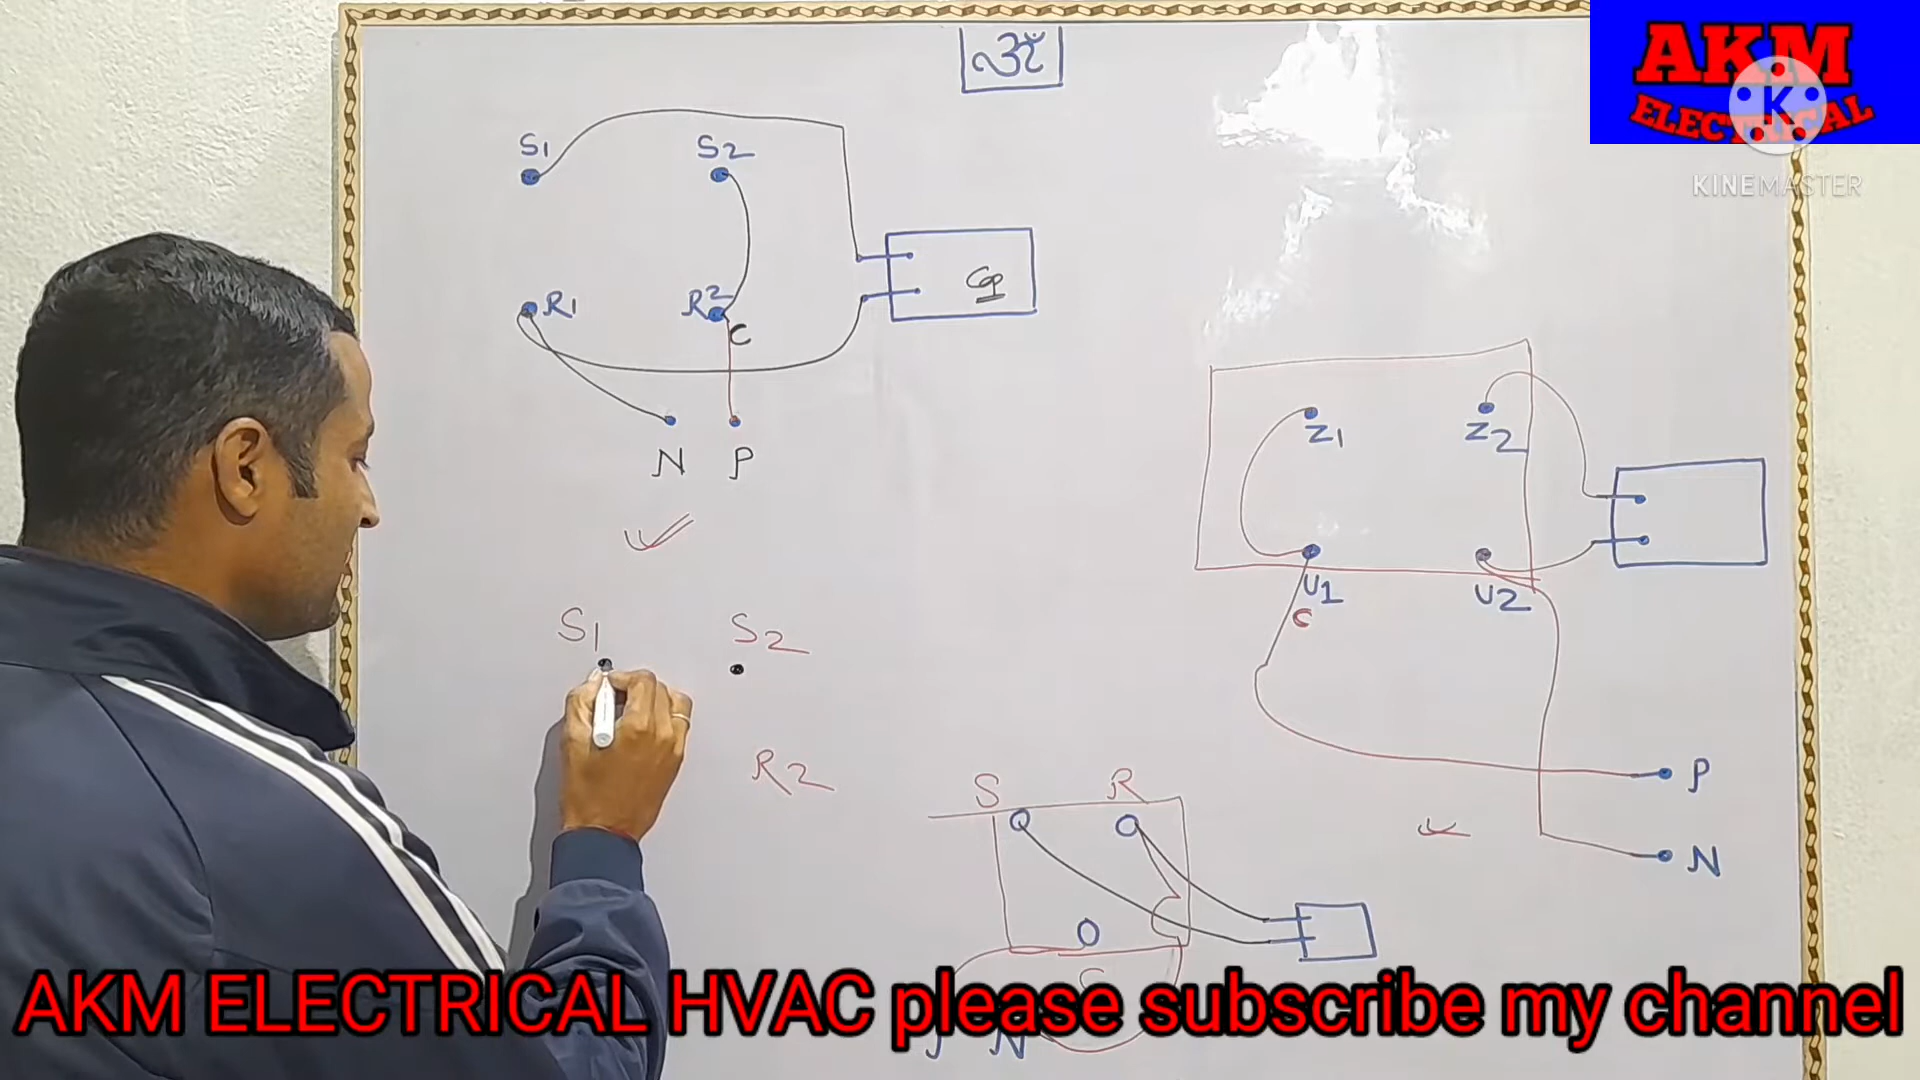 ॐ
AKM
ELECTRICAL
K
KINEMASTER
S1 S2
R1 R2
C
Cap
N P
Z1 Z2
U1 U2
C
S1 S2
R2
P
N
S R
C
N
AKM ELECTRICAL HVAC please subscribe my channel